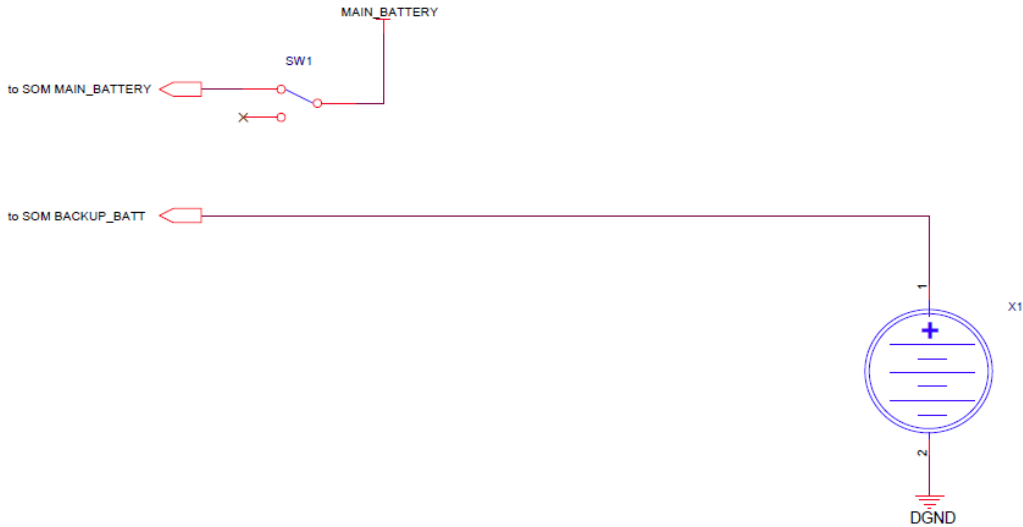 MAIN_BATTERY
SW1
to SOM MAIN_BATTERY
to SOM BACKUP_BATT
1
X1
+
2
DGND